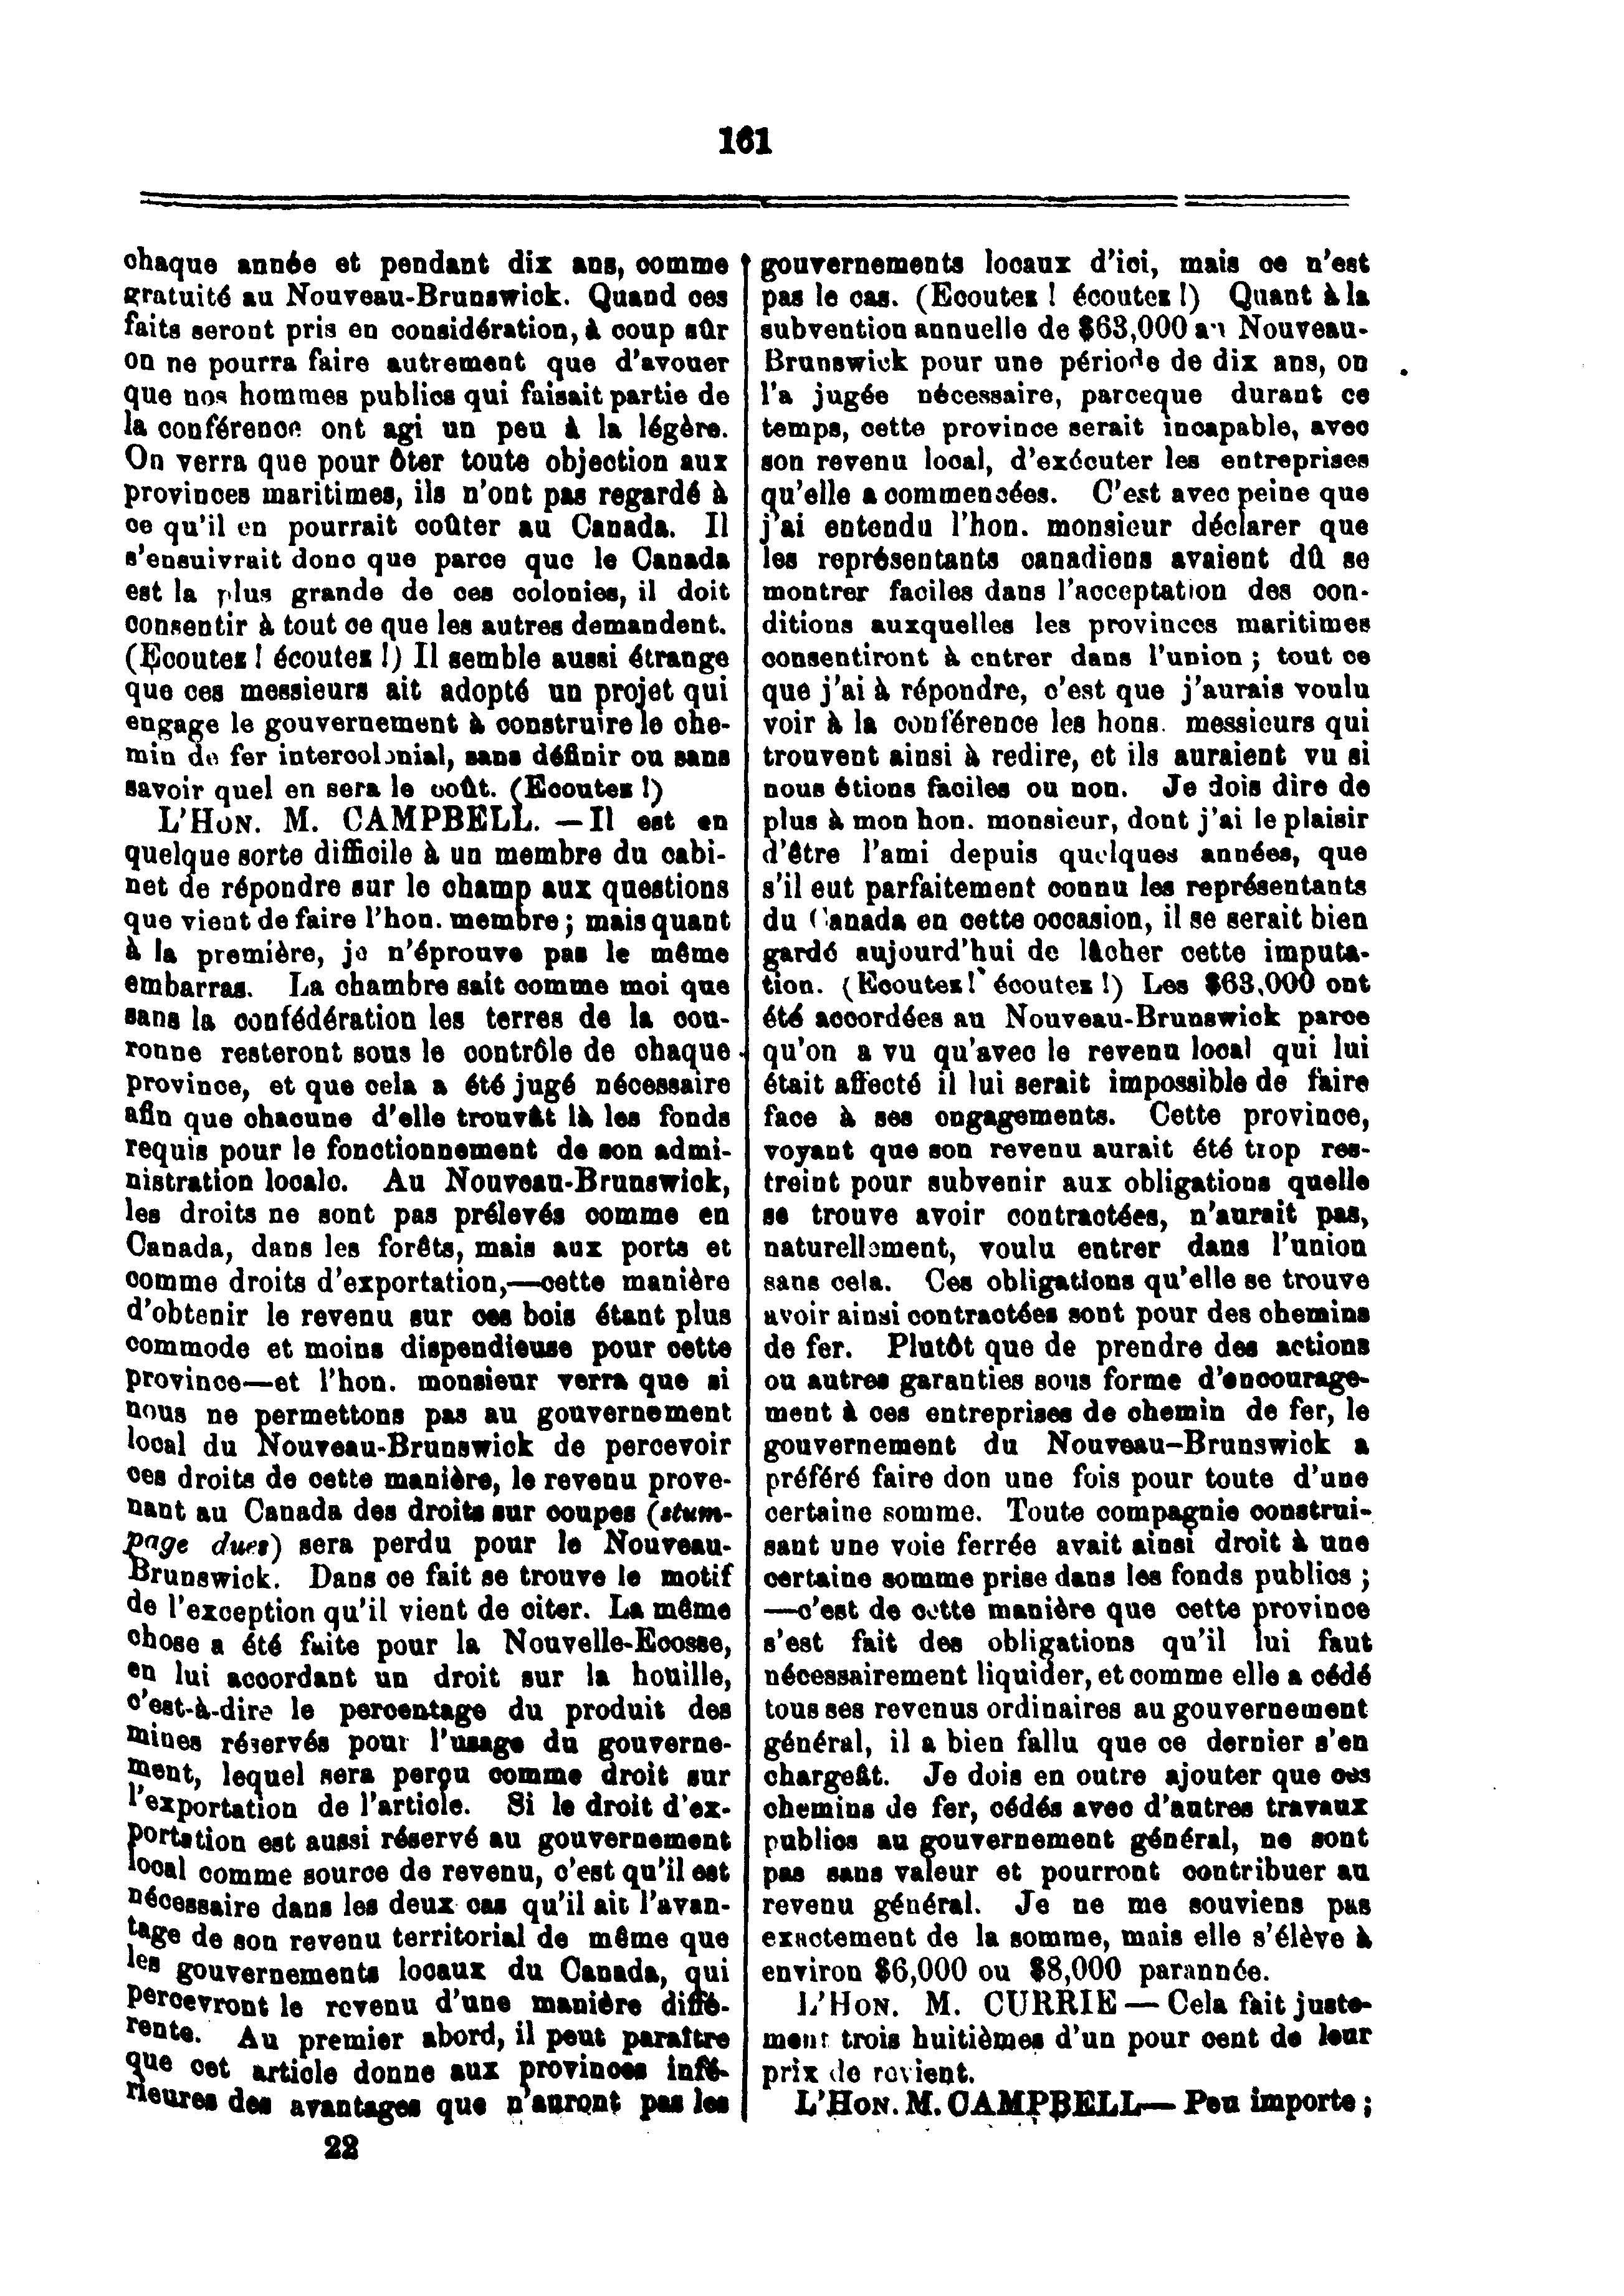 161
chaque année et pendant dix ans, comme
gratuité au Nouveau-Brunswick. Quand ces
faits seront pris en considération, à coup sûr
on ne pourra faire autrement que d'avouer
que nos hommes publics qui faisait partie de
la conférence ont agi un peu à la légère.
On verra que pour ôter toute objection aux
provinces maritimes, ils n'ont pas regardé à
ce qu'il en pourrait coûter au Canada. Il
s'ensuivrait donc que parce que le Canada
est la plus grande de ces colonies, il doit
consentir à tout ce que les autres demandent.
(Ecoutez ! écoutez !) Il semble aussi étrange
que ces messieurs ait adopté un projet qui
engage le gouvernement à construire le che-
min de fer intercolonial, sans définir ou sans
savoir quel en sera le coût. (Ecoutez !)
L'HON. M. CAMPBELL. — Il est en
quelque sorte difficile à un membre du cabi-
net de répondre sur le champ aux questions
que vient de faire l'hon. membre ; mais quant
à la première, je n'éprouve pas le même
embarras. La chambre sait comme moi que
sans la confédération les terres de la cou-
ronne resteront sous le contrôle de chaque
province, et que cela a été jugé nécessaire
afin que chacune d'elle trouvât là les fonds
requis pour le fonctionnement de son admi-
nistration locale. Au Nouveau-Brunswick,
les droits ne sont pas prélevés comme en
Canada, dans les forêts, mais aux ports et
comme droits d'exportation,—cette manière
d'obtenir le revenu sur ces bois étant plus
commode et moins dispendieuse pour cette
province—et l'hon. monsieur verra que si
nous ne permettons pas au gouvernement
local du Nouveau-Brunswick de percevoir
ces droits de cette manière, le revenu prove-
nant au Canada des droits sur coupes (stum-
page dues) sera perdu pour le Nouveau-
Brunswick. Dans ce fait se trouve le motif
de l'exception qu'il vient de citer. La même
chose a été faite pour la Nouvelle-Ecosse,
en lui accordant un droit sur la houille,
c'est-à-dire le percentage du produit des
mines réservés pour l'usage du gouverne-
ment, lequel sera perçu comme droit sur
l'exportation de l'article. Si le droit d'ex-
portation est aussi réservé au gouvernement
local comme source de revenu, c'est qu'il est
nécessaire dans les deux cas qu'il ait l'avan-
tage de son revenu territorial de même que
les gouvernements locaux du Canada, qui
percevront le revenu d'une manière diffé-
rente. Au premier abord, il peut paraître
que cet article donne aux provinces infé-
rieures des avantages que n'auront pas les
22
gouvernements locaux d'ici, mais ce n'est
pas le cas. (Ecoutez ! écoutez !) Quant à la
subvention annuelle de $63,000 au Nouveau-
Brunswick pour une période de dix ans, on
l'a jugée nécessaire, parceque durant ce
temps, cette province serait incapable, avec
son revenu local, d'exécuter les entreprises
qu'elle a commencées. C'est avec peine que
j'ai entendu l'hon. monsieur déclarer que
les représentants canadiens avaient dû se
montrer faciles dans l'acceptation des con-
ditions auxquelles les provinces maritimes
consentiront à entrer dans l'union ; tout ce
que j'ai à répondre, c'est que j'aurais voulu
voir à la conférence les hons. messieurs qui
trouvent ainsi à redire, et ils auraient vu si
nous étions faciles ou non. Je dois dire de
plus à mon hon. monsieur, dont j'ai le plaisir
d'être l'ami depuis quelques années, que
s'il eut parfaitement connu les représentants
du Canada en cette occasion, il se serait bien
gardé aujourd'hui de lâcher cette imputa-
tion. (Ecoutez ! écoutez !) Les $63,000 ont
été accordées au Nouveau-Brunswick parce
qu'on a vu qu'avec le revenu local qui lui
était affecté il lui serait impossible de faire
face à ses engagements. Cette province,
voyant que son revenu aurait été trop res-
treint pour subvenir aux obligations quelle
se trouve avoir contractées, n'aurait pas,
naturellement, voulu entrer dans l'union
sans cela. Ces obligations qu'elle se trouve
avoir ainsi contractées sont pour des chemins
de fer. Plutôt que de prendre des actions
ou autres garanties sous forme d'encourage-
ment à ces entreprises de chemin de fer, le
gouvernement du Nouveau-Brunswick a
préféré faire don une fois pour toute d'une
certaine somme. Toute compagnie construi-
sant une voie ferrée avait ainsi droit à une
certaine somme prise dans les fonds publics ;
—c'est de cette manière que cette province
s'est fait des obligations qu'il lui faut
nécessairement liquider, et comme elle a cédé
tous ses revenus ordinaires au gouvernement
général, il a bien fallu que ce dernier s'en
chargeât. Je dois en outre ajouter que ces
chemins de fer, cédés avec d'autres travaux
publics au gouvernement général, ne sont
pas sans valeur et pourront contribuer au
revenu général. Je ne me souviens pas
exactement de la somme, mais elle s'élève à
environ $6,000 ou $8,000 parannée.
L'HON. M. CURRIE — Cela fait juste-
ment trois huitièmes d'un pour cent de leur
prix de revient.
L'HON. M. CAMPBELL— Peu importe ;